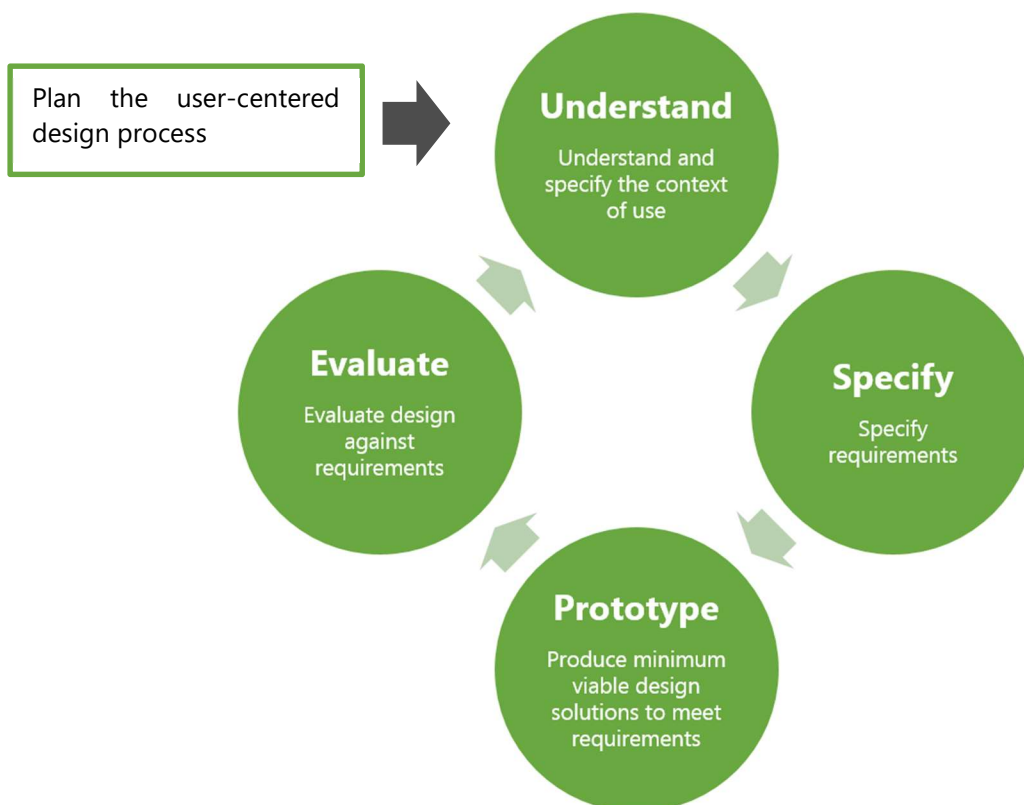 Plan the user-centered
design process
Understand
Understand and
specify the context
of use
Specify
Specify
requirements
Prototype
Produce minimum
viable design
solutions to meet
requirements
Evaluate
Evaluate design
against
requirements